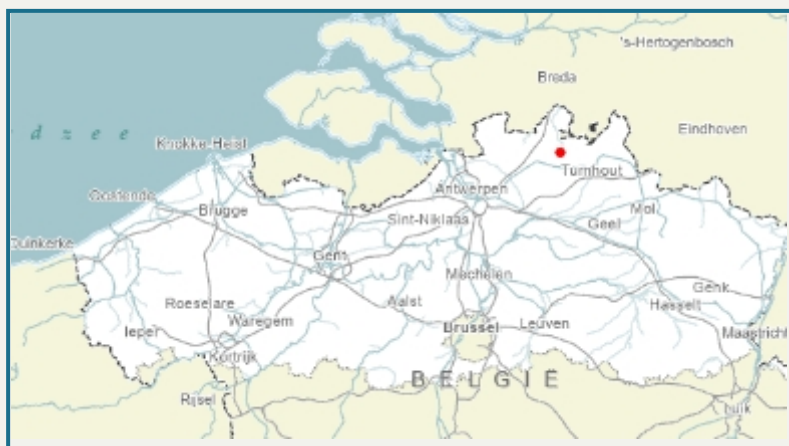 's-Hertogenbosch
Breda
Eindhoven
d z e e
Knokke-Heist
Turnhout
Antwerpen
Oostende
Brugge
Sint-Niklaas
Geel
Mol
Duinkerke
Gent
Mechelen
Genk
Roeselare
Aalst
Hasselt
Ieper
Waregem
Brussel
Leuven
Maastricht
Kortrijk
BELGIË
Rijsel
Luik